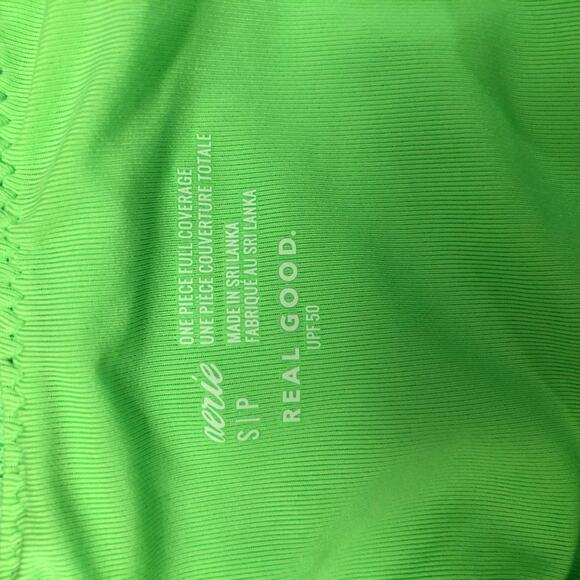 aerie
S|P
ONE PIECE FULL COVERAGE
UNE PIÈCE COUVERTURE TOTALE
MADE IN SRI LANKA
FABRIQUE AU SRI LANKA
REAL GOOD.
UPF 50